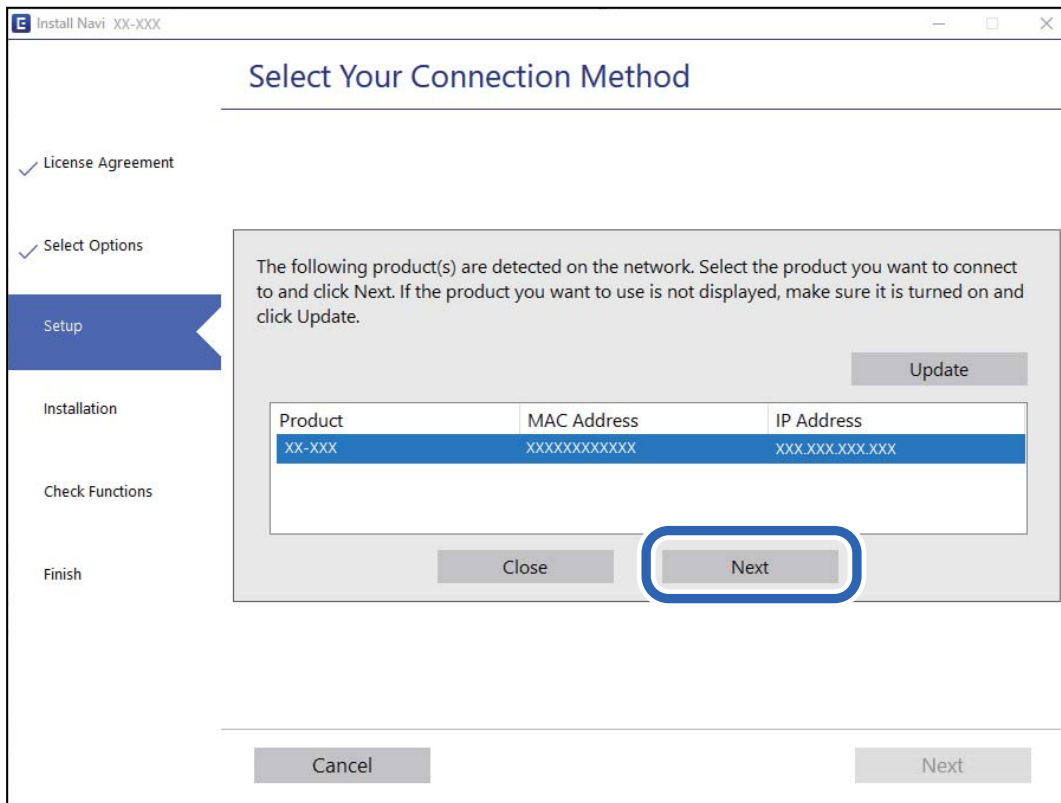 E Install Navi XX-XXX
Select Your Connection Method
License Agreement
Select Options
Setup
Installation
Check Functions
Finish
The following product(s) are detected on the network. Select the product you want to connect
to and click Next. If the product you want to use is not displayed, make sure it is turned on and
click Update.
Update
Product MAC Address IP Address
XX-XXX XXXXXXXXXXXX XXX.XXX.XXX.XXX
Close Next
Cancel Next